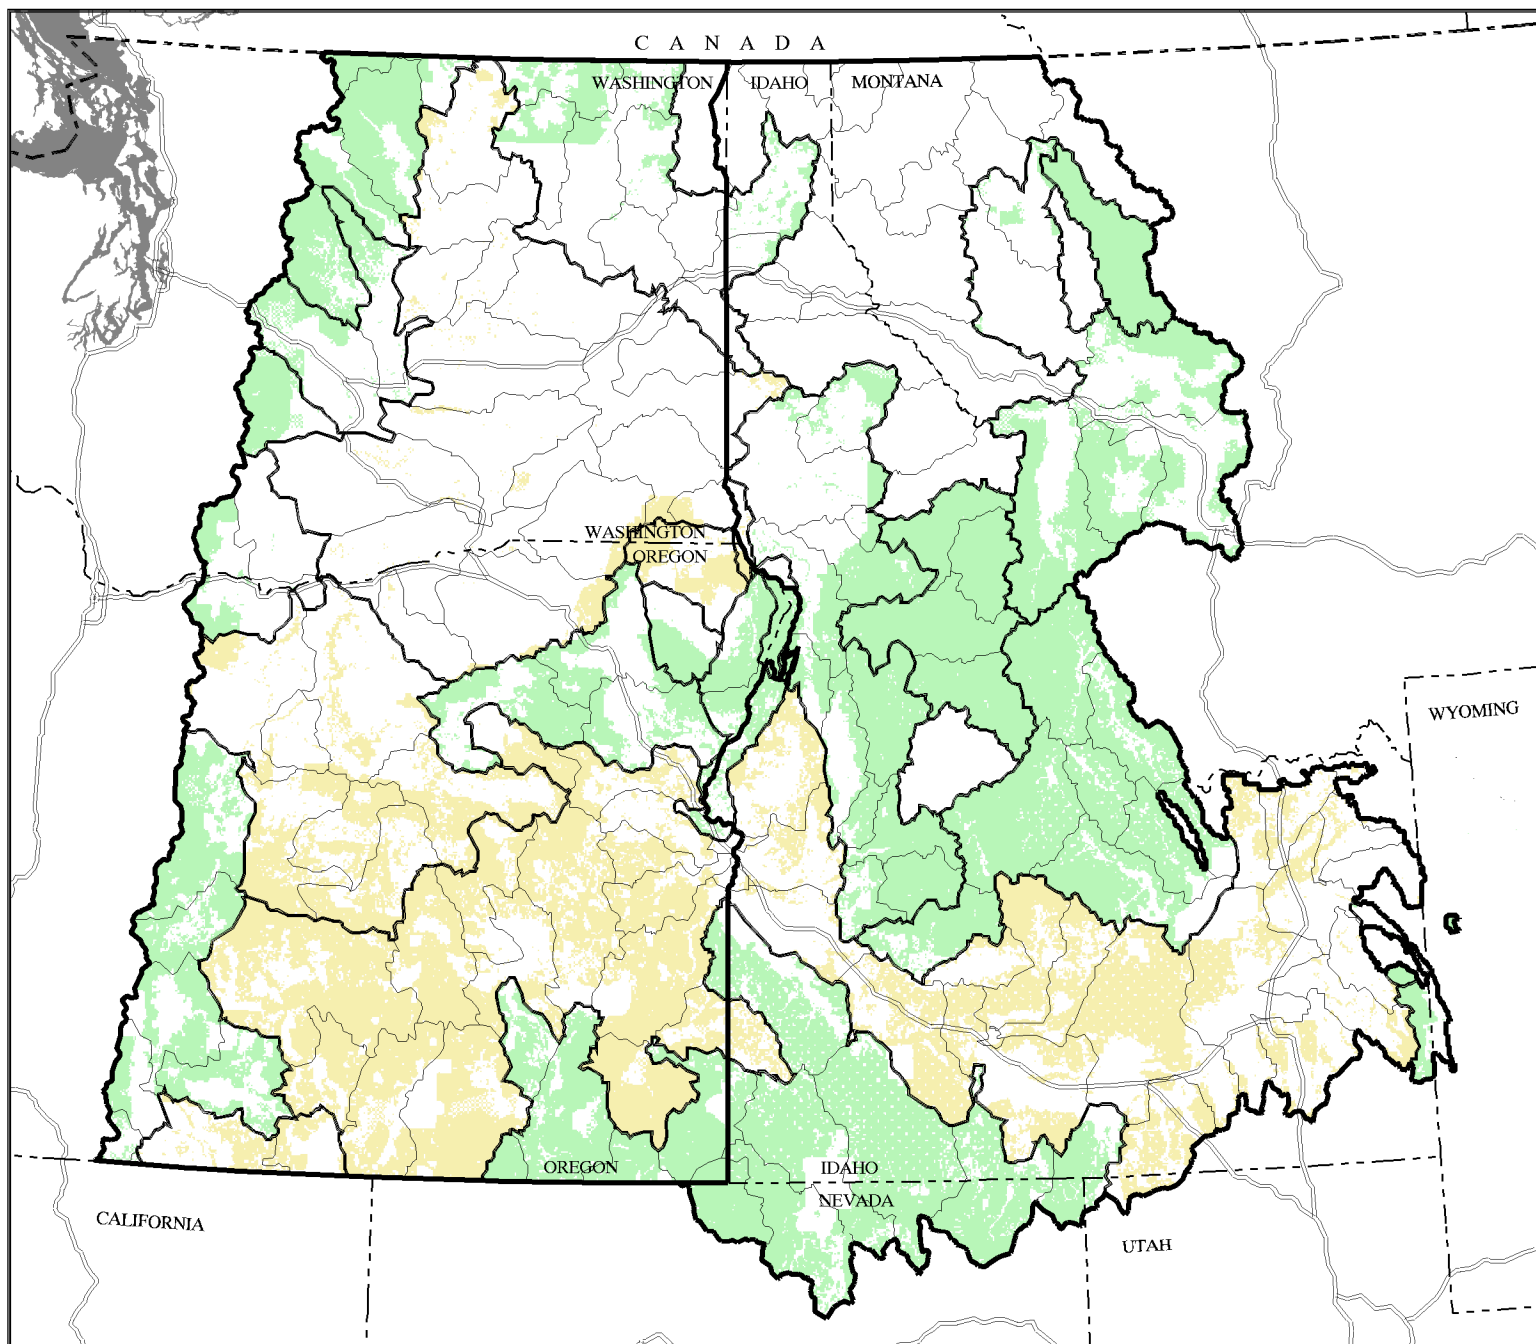 C A N A D A
WASHINGTON
IDAHO
MONTANA
WASHINGTON
OREGON
WYOMING
OREGON
IDAHO
NEVADA
CALIFORNIA
UTAH